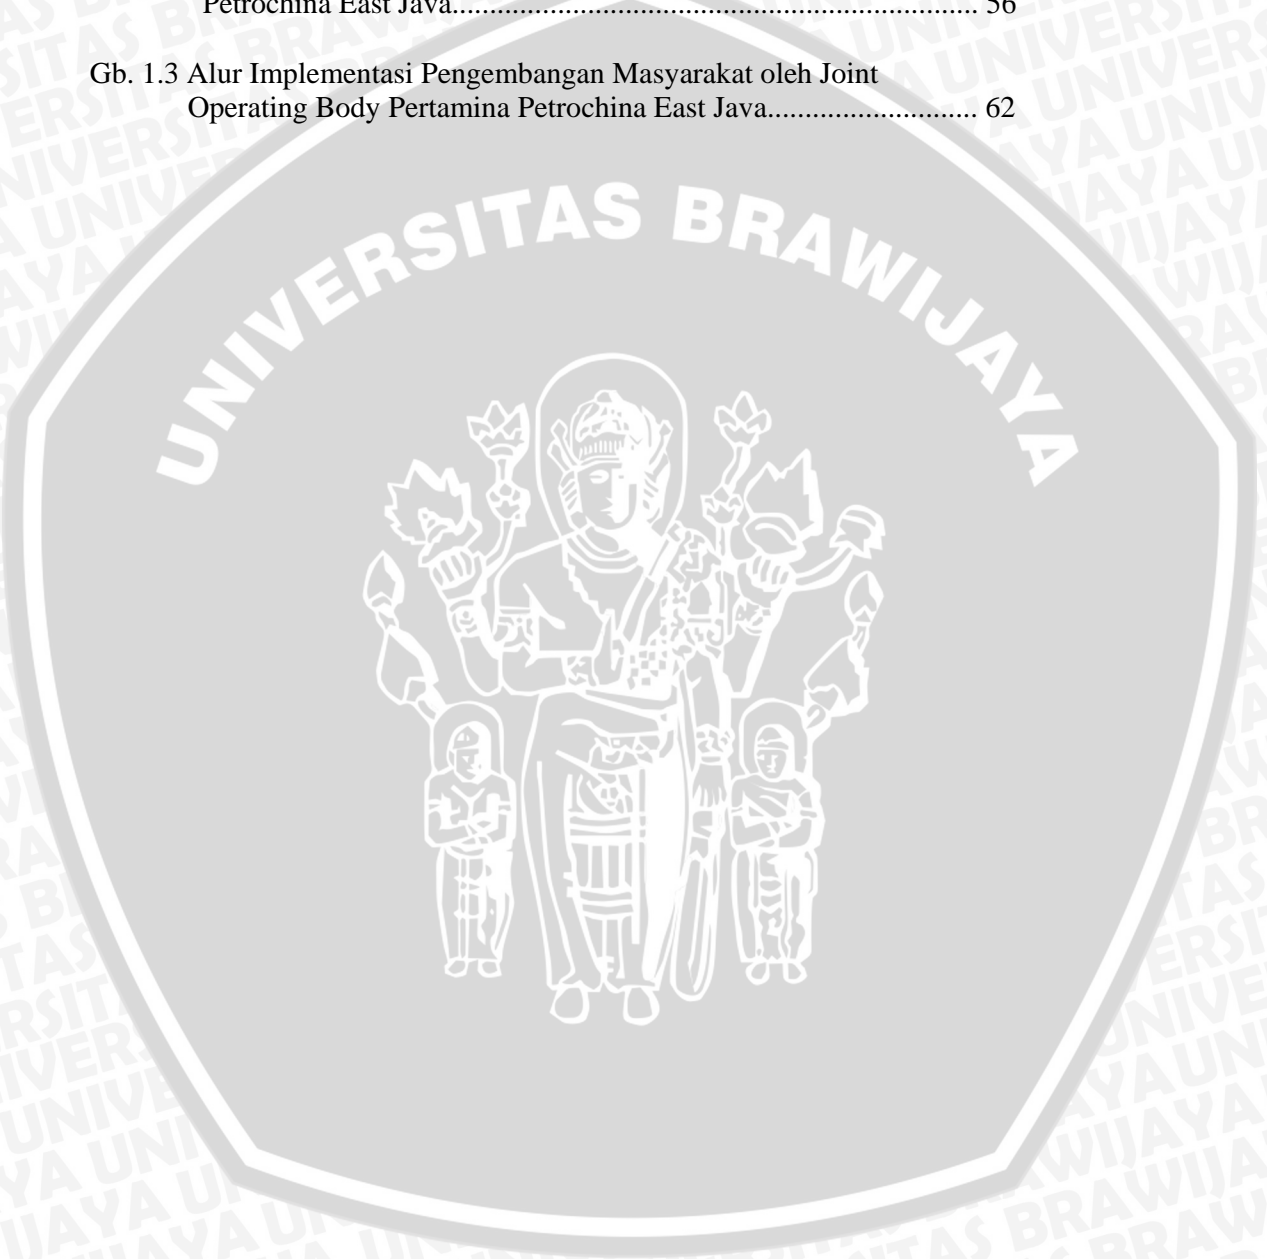 Petrochina East Java...................................................................... 56
Gb. 1.3 Alur Implementasi Pengembangan Masyarakat oleh Joint
Operating Body Pertamina Petrochina East Java............................ 62
UNIVERSITAS BRAWIJAYA